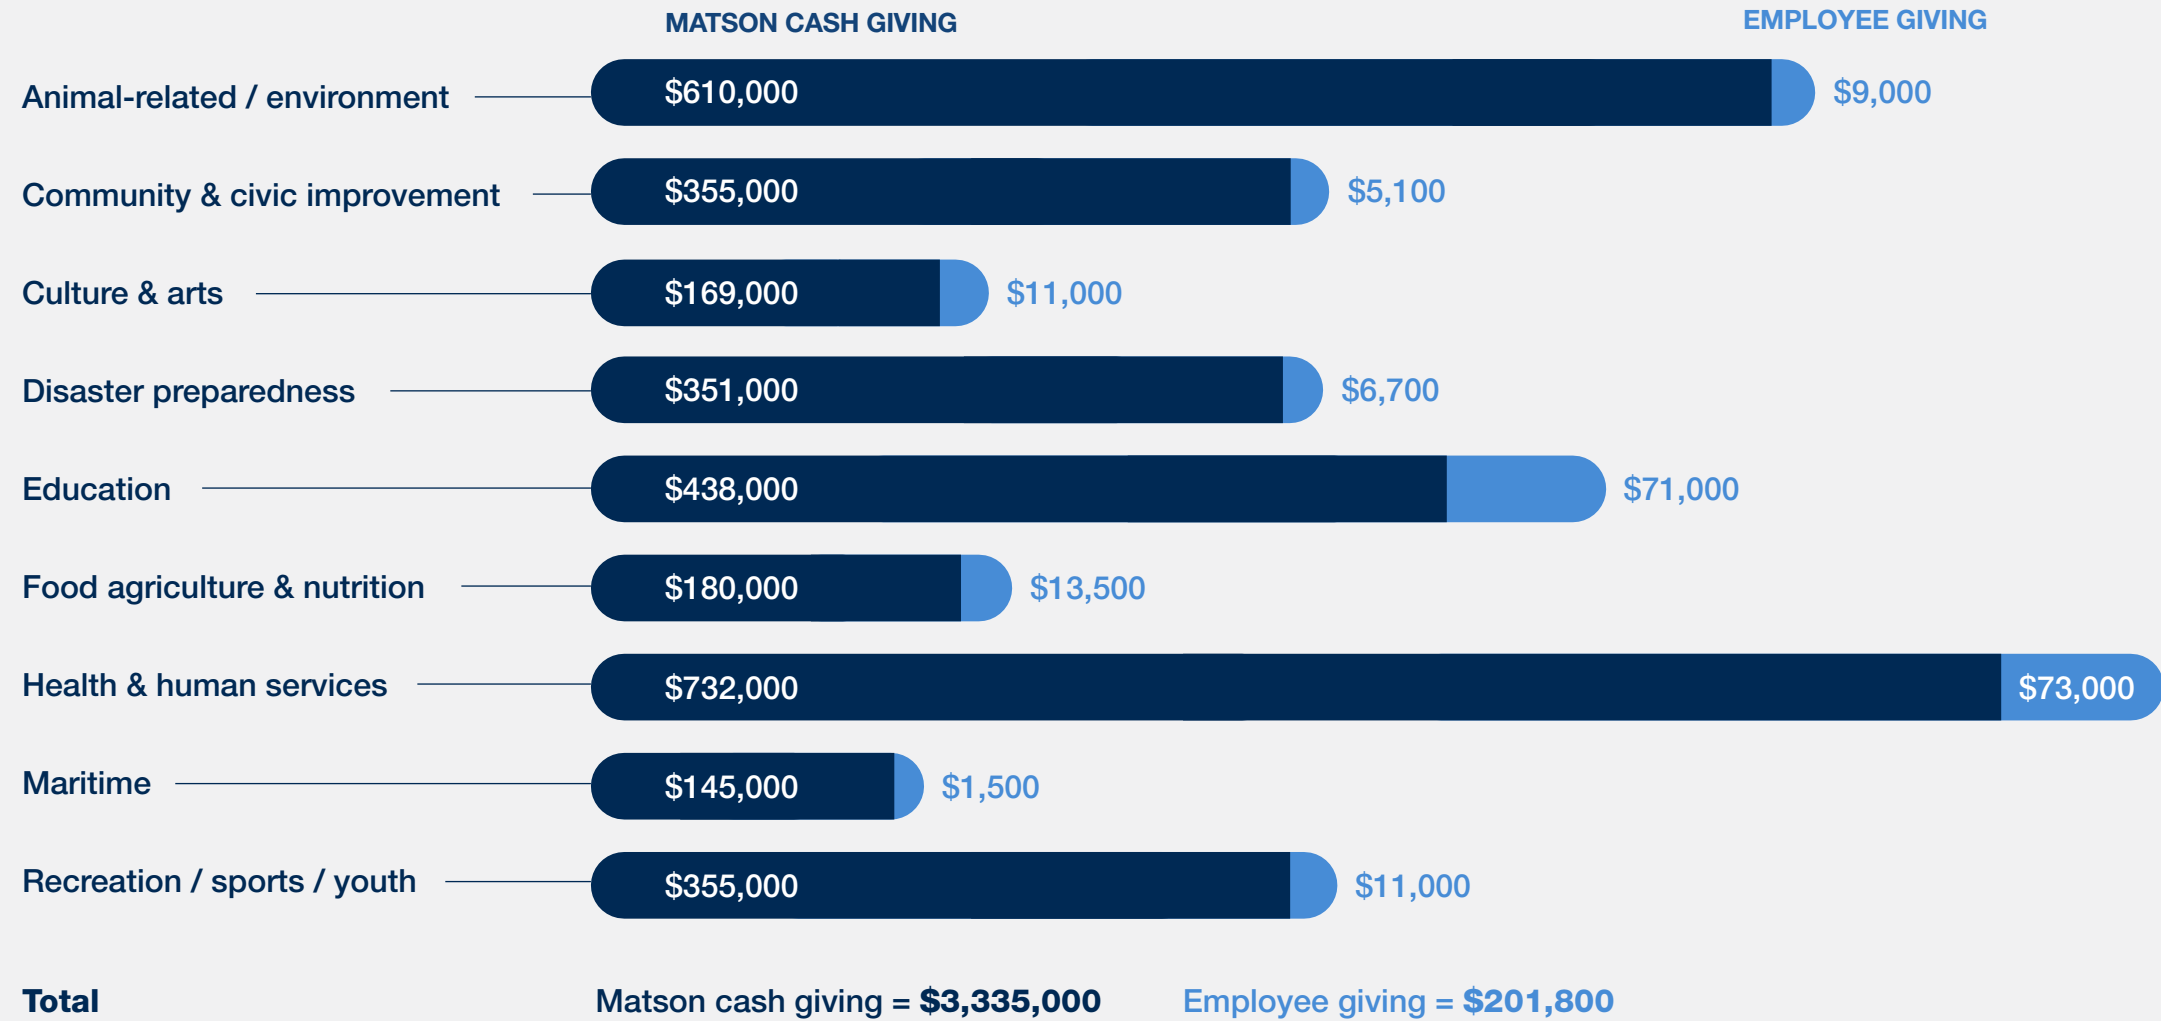 MATSON CASH GIVING EMPLOYEE GIVING
Animal-related / environment $610,000 $9,000
Community & civic improvement $355,000 $5,100
Culture & arts $169,000 $11,000
Disaster preparedness $351,000 $6,700
Education $438,000 $71,000
Food agriculture & nutrition $180,000 $13,500
Health & human services $732,000 $73,000
Maritime $145,000 $1,500
Recreation / sports / youth $355,000 $11,000
Total Matson cash giving = $3,335,000 Employee giving = $201,800